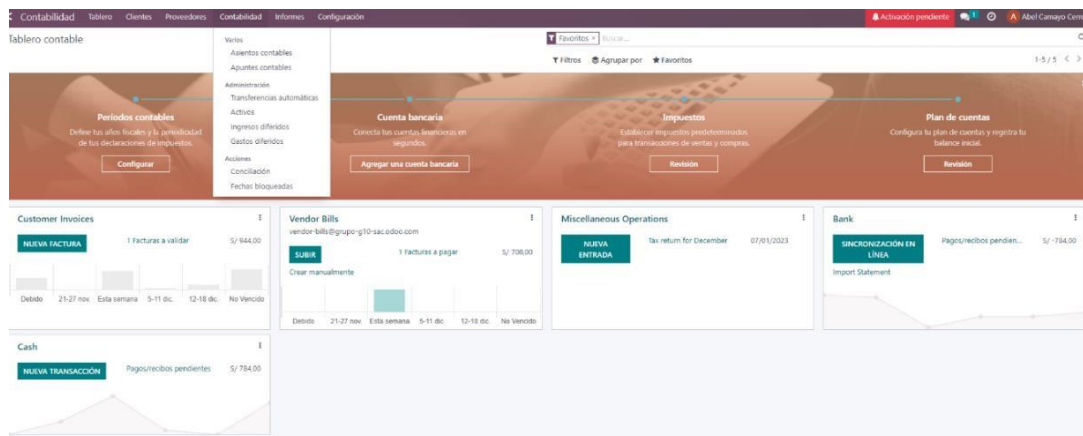 Contabilidad Tablero Clientes Proveedores Contabilidad Informes Configuración Activación pendiente 1 A Abel Camayo
Tablero contable
Favoritos × Buscar...
Filtros Agrupar por Favoritos 1-5 / 5
Varios
Asientos contables
Apuntes contables
Administración
Transferencias automáticas
Activos
Ingresos diferidos
Gastos diferidos
Acciones
Conciliación
Fechas bloqueadas
Períodos contables
Define tus años fiscales y la periodicidad
de tus declaraciones de impuestos.
Configurar
Cuenta bancaria
Conecta tus cuentas financieras en
segundos.
Agregar una cuenta bancaria
Impuestos
Establecer impuestos predeterminados
para transacciones de ventas y compras.
Revisión
Plan de cuentas
Configura tu plan de cuentas y registra tu
balance inicial.
Revisión
Customer Invoices
NUEVA FACTURA 1 Facturas a validar S/ 944,00
Debido 21-27 nov. Esta semana 5-11 dic. 12-18 dic. No Vencido
Vendor Bills
vendor-bills@grupo-g10-sac.odoo.com
SUBIR 1 Facturas a pagar S/ 708,00
Crear manualmente
Debido 21-27 nov. Esta semana 5-11 dic. 12-18 dic. No Vencido
Miscellaneous Operations
NUEVA ENTRADA Tax return for December 07/01/2023
Bank
SINCRONIZACIÓN EN LÍNEA Pagos/recibos pendien... S/ -784,00
Import Statement
Cash
NUEVA TRANSACCIÓN Pagos/recibos pendientes S/ 784,00